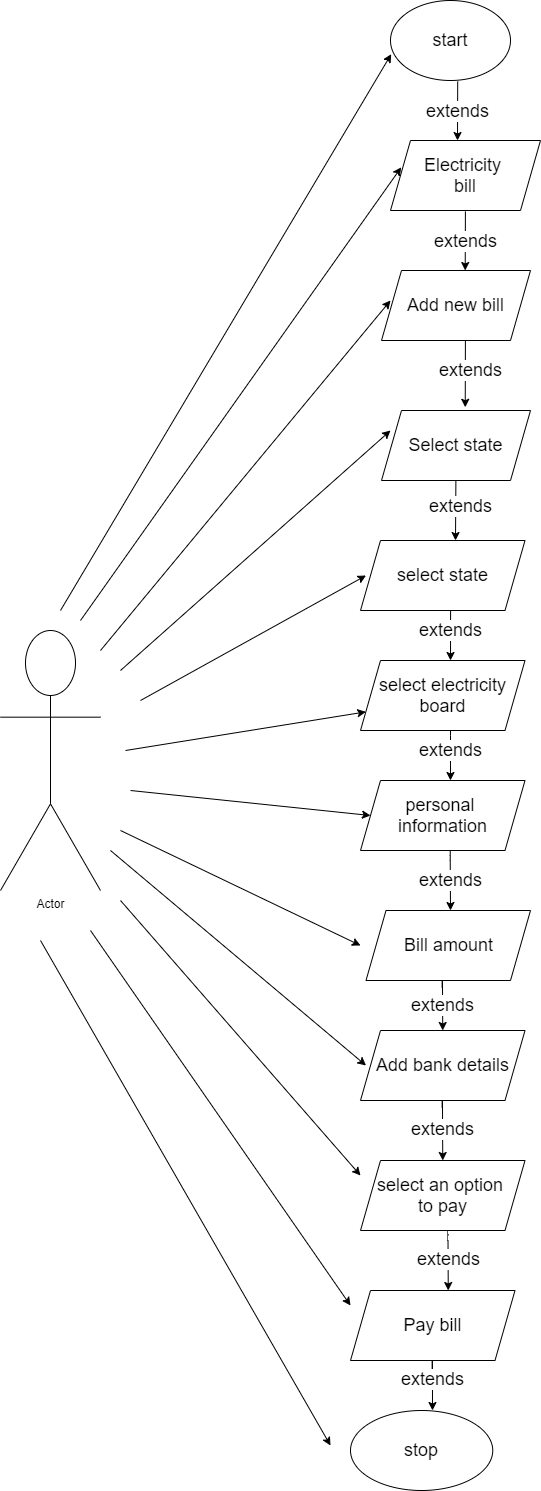 start
extends
Electricity
bill
extends
Add new bill
extends
Select state
extends
select state
extends
select electricity
board
extends
personal
information
extends
Actor
Bill amount
extends
Add bank details
extends
select an option
to pay
extends
Pay bill
extends
stop